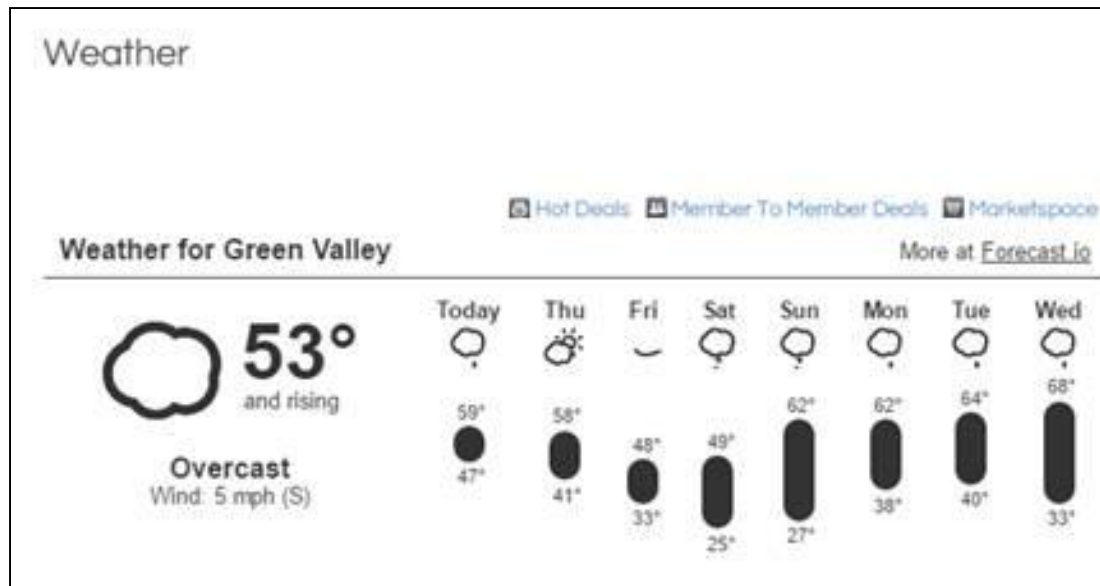 Weather
Hot Deals Member To Member Deals Marketspace
Weather for Green Valley More at Forecast.io
Today Thu Fri Sat Sun Mon Tue Wed
53°
and rising
Overcast
Wind: 5 mph (S)
59° 58° 48° 49° 62° 62° 64° 68°
47° 41° 33° 25° 27° 38° 40° 33°